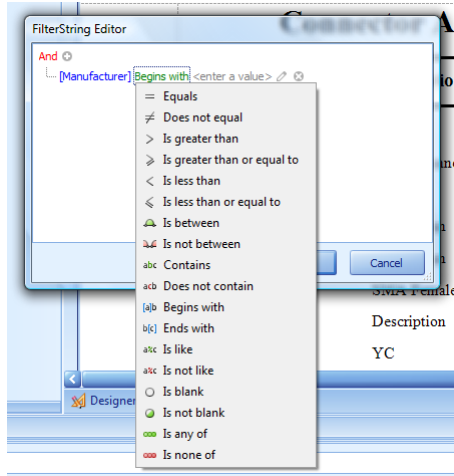 Connector A
FilterString Editor
And
[Manufacturer] Begins with <enter a value>
= Equals
≠ Does not equal
> Is greater than
⩾ Is greater than or equal to
< Is less than
⩽ Is less than or equal to
Is between
Is not between
abc Contains
acb Does not contain
[a]b Begins with
b[c] Ends with
a%c Is like
a%c Is not like
Is blank
Is not blank
Is any of
Is none of
Cancel
SMA Female
Description
YC
Designer